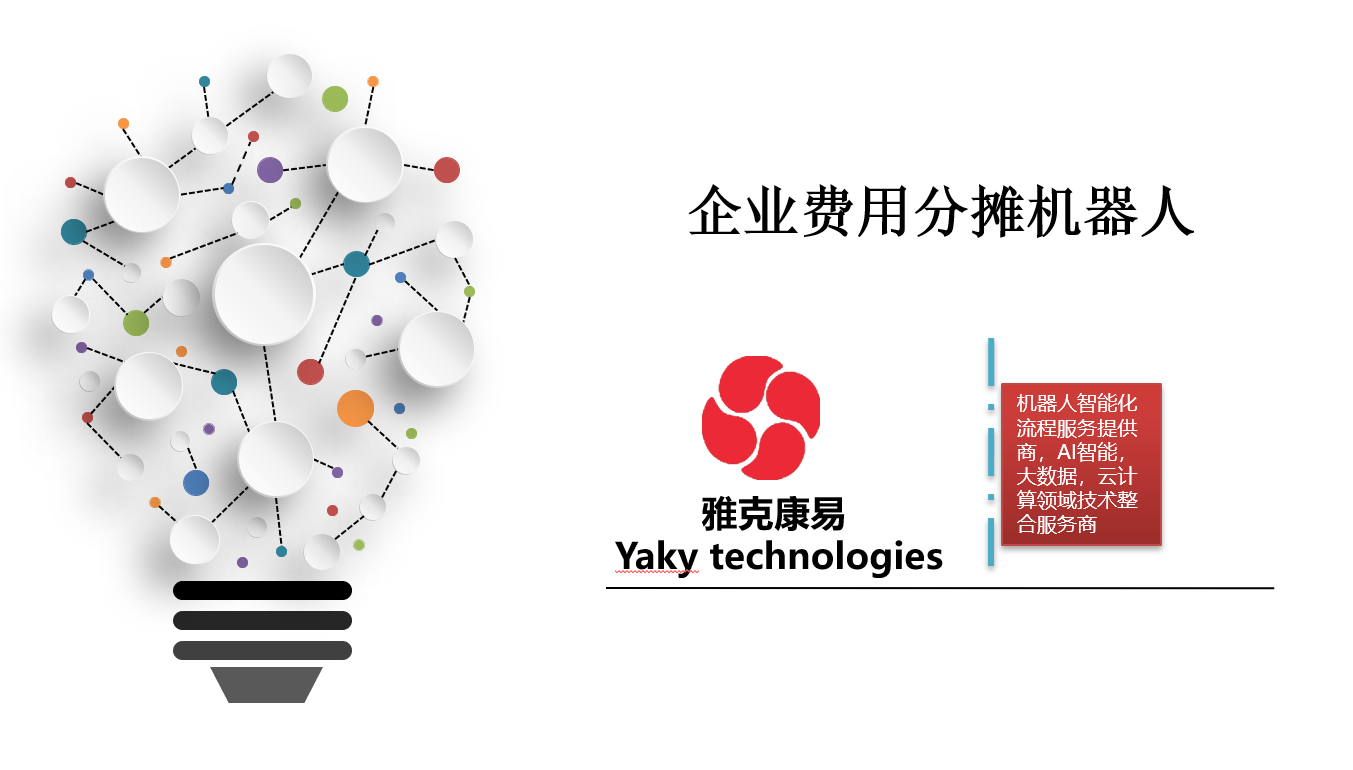 企业费用分摊机器人
雅克康易
Yaky technologies
机器人智能化
流程服务提供
商，AI智能，
大数据，云计
算领域技术整
合服务商